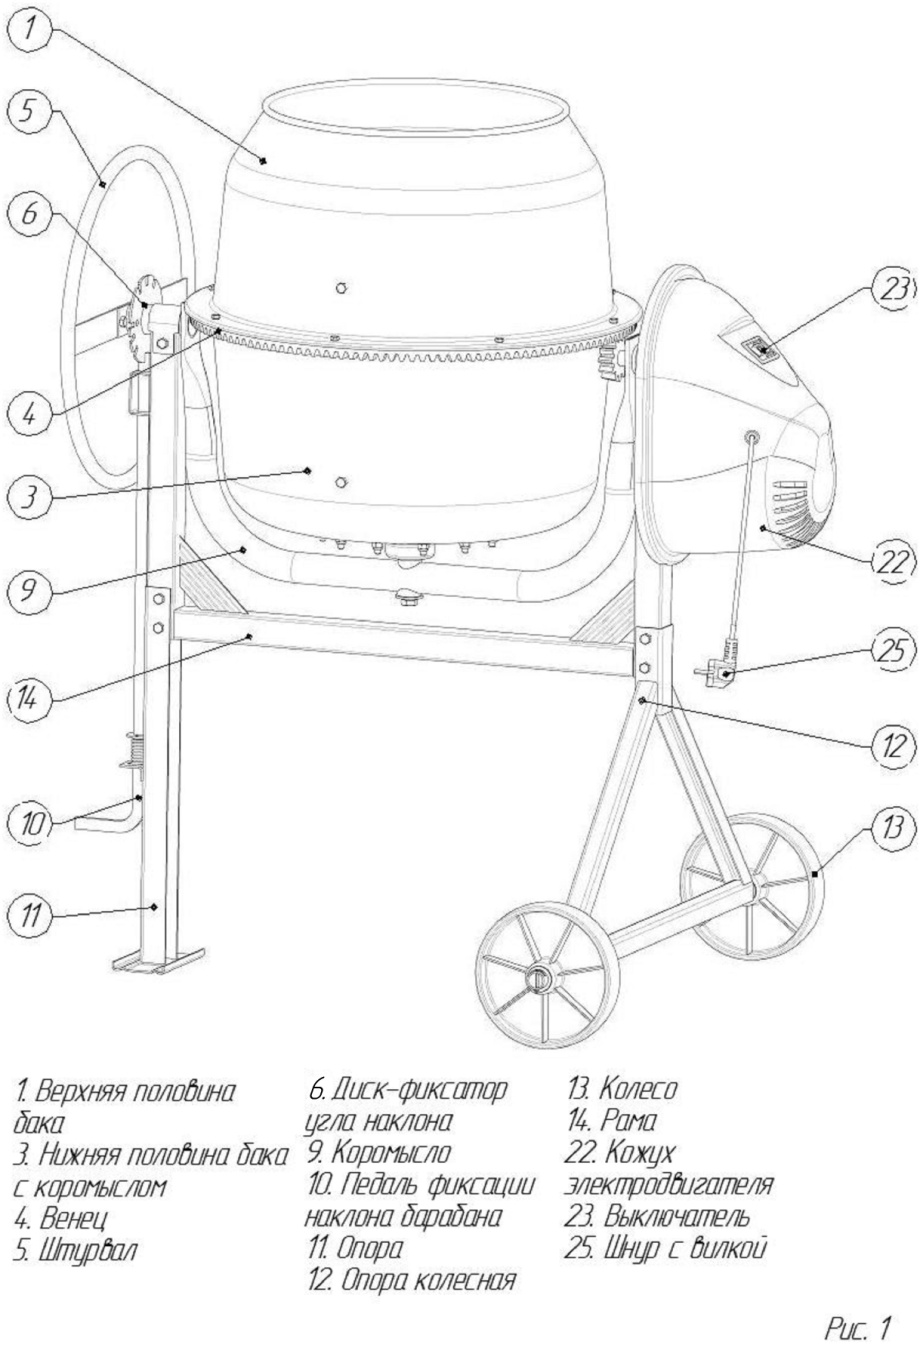 1
5
6
23
4
3
9
22
25
14
12
10
13
11
1. Верхняя половина
бака
3. Нижняя половина бака
с коромыслом
4. Венец
5. Штурвал
6. Диск-фиксатор
угла наклона
9. Коромысло
10. Педаль фиксации
наклона барабана
11. Опора
12. Опора колесная
13. Колесо
14. Рама
22. Кожух
электродвигателя
23. Выключатель
25. Шнур с вилкой
Рис. 1